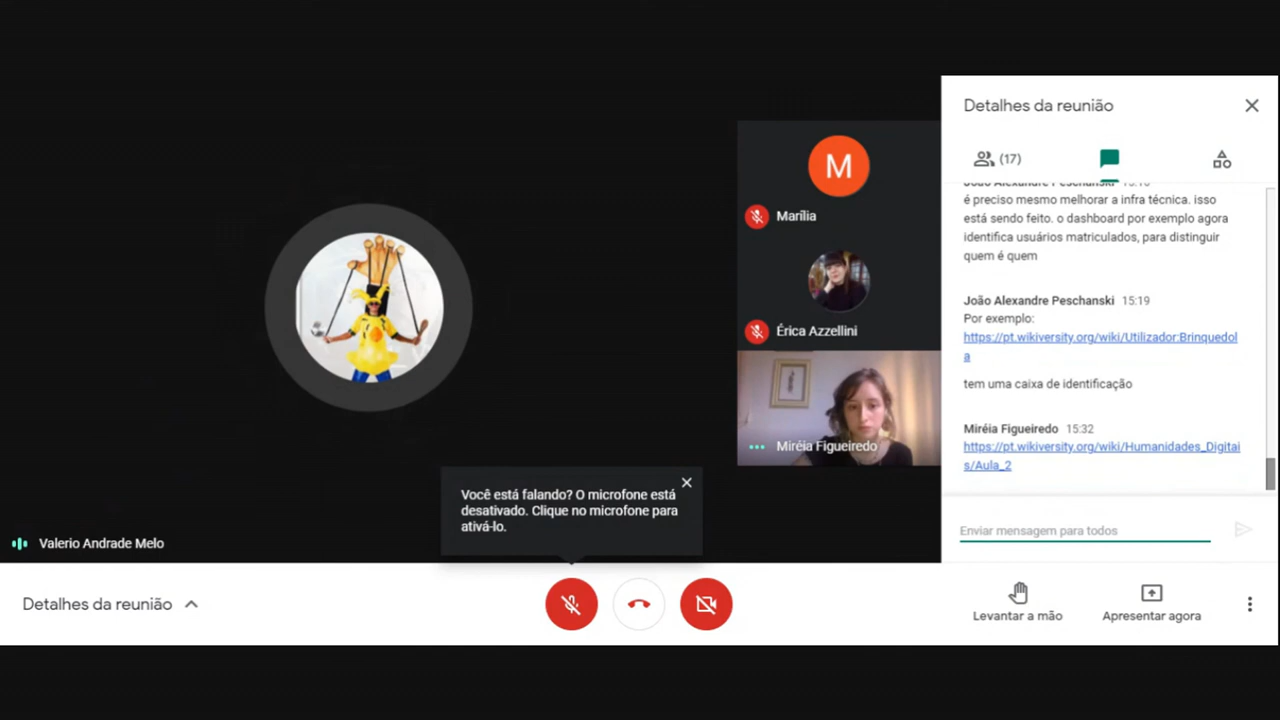 Detalhes da reunião
(17)
João Alexandre Peschanski
é preciso mesmo melhorar a infra técnica. isso
está sendo feito. o dashboard por exemplo agora
identifica usuários matriculados, para distinguir
quem é quem
João Alexandre Peschanski 15:19
Por exemplo:
https://pt.wikiversity.org/wiki/Utilizador:Brinquedol
a
tem uma caixa de identificação
Miréia Figueiredo 15:32
https://pt.wikiversity.org/wiki/Humanidades_Digitai
s/Aula_2
Enviar mensagem para todos
M
Marília
Érica Azzellini
Miréia Figueiredo
Você está falando? O microfone está
desativado. Clique no microfone para
ativá-lo.
Valerio Andrade Melo
Detalhes da reunião
Levantar a mão
Apresentar agora